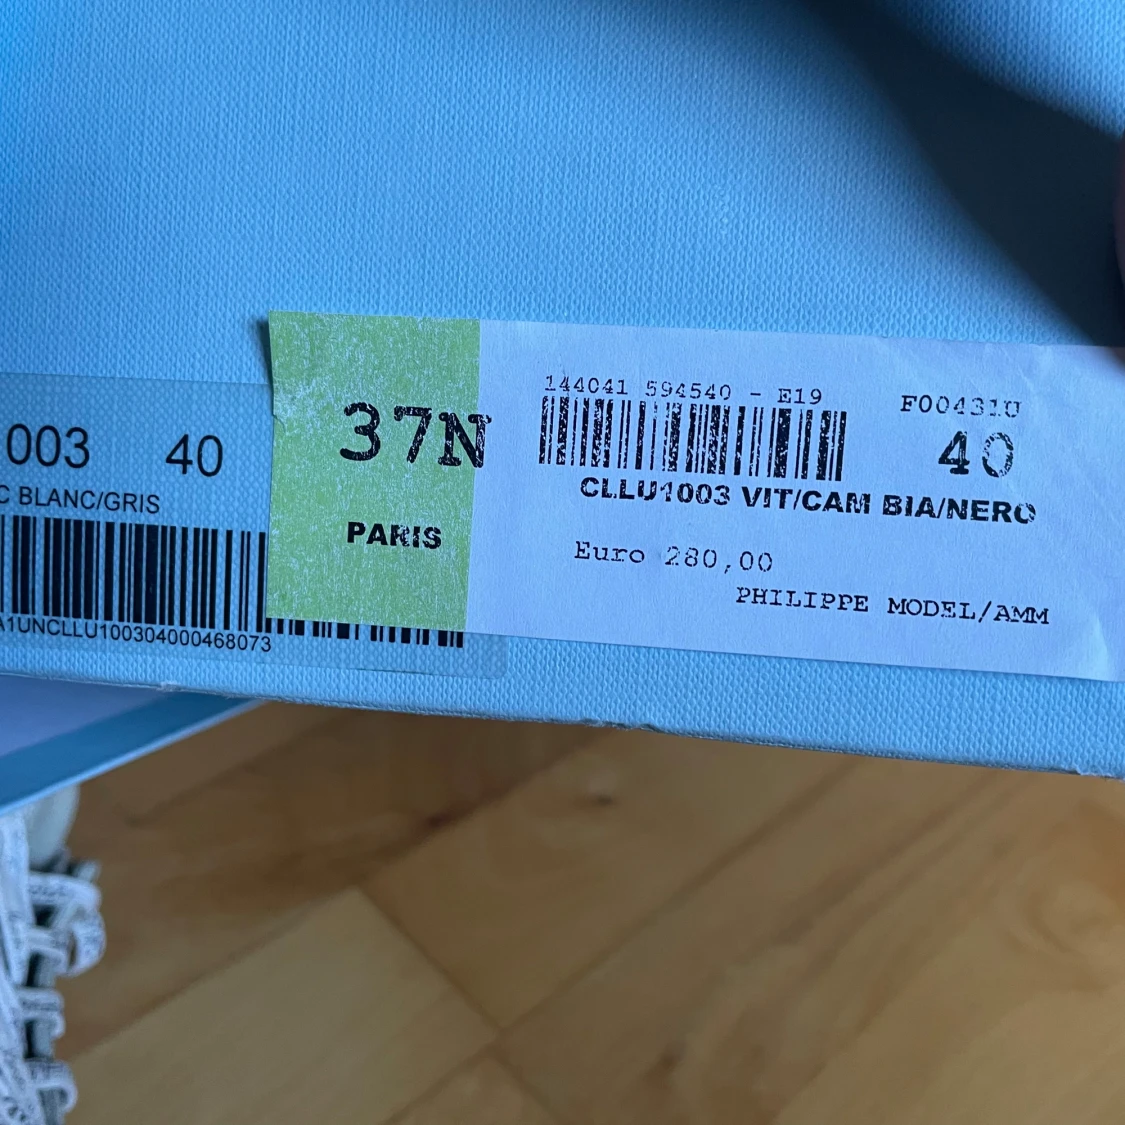 003 40
C BLANC/GRIS
A1UNCLLU100304000468073
37N
PARIS
144041 594540 - E19
F00431U
40
CLLU1003 VIT/CAM BIA/NERO
Euro 280,00
PHILIPPE MODEL/AMM